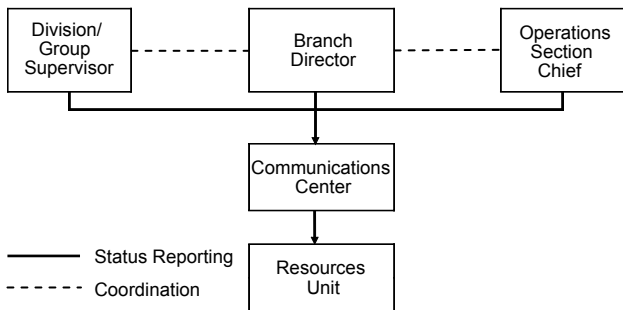 Division/
Group
Supervisor
Branch
Director
Operations
Section
Chief
Communications
Center
Status Reporting
Coordination
Resources
Unit